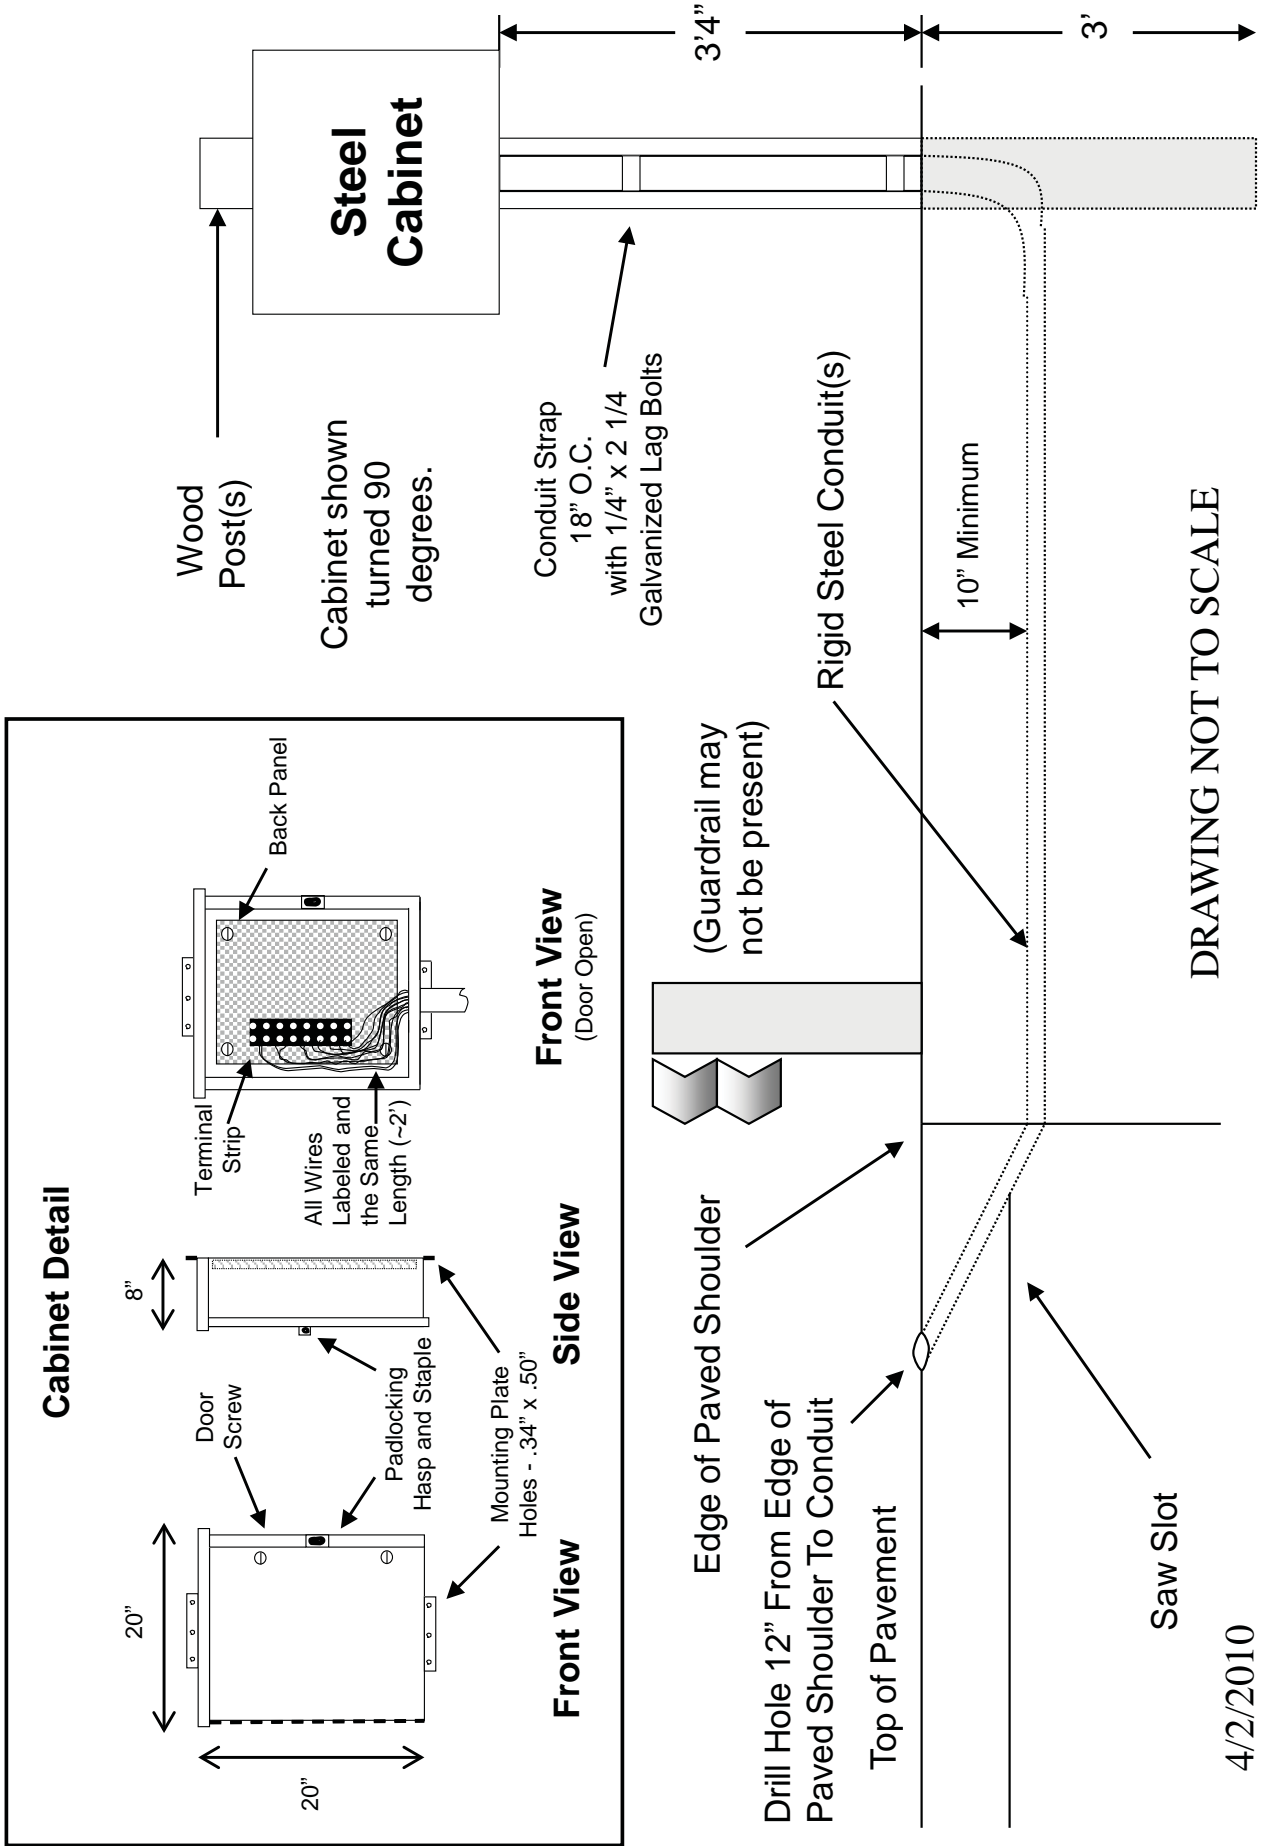 Cabinet Detail
20”
20”
Door
Screw
Padlocking
Hasp and Staple
Mounting Plate
Holes - .34” x .50”
Front View
8”
Side View
Terminal
Strip
All Wires
Labeled and
the Same
Length (~2’)
Back Panel
Front View
(Door Open)
Wood
Post(s)
Steel
Cabinet
Cabinet shown
turned 90
degrees.
Conduit Strap
18” O.C.
with 1/4” x 2 1/4
Galvanized Lag Bolts
3’4”
3’
(Guardrail may
not be present)
Rigid Steel Conduit(s)
10” Minimum
Edge of Paved Shoulder
Drill Hole 12” From Edge of
Paved Shoulder To Conduit
Top of Pavement
Saw Slot
DRAWING NOT TO SCALE
4/2/2010